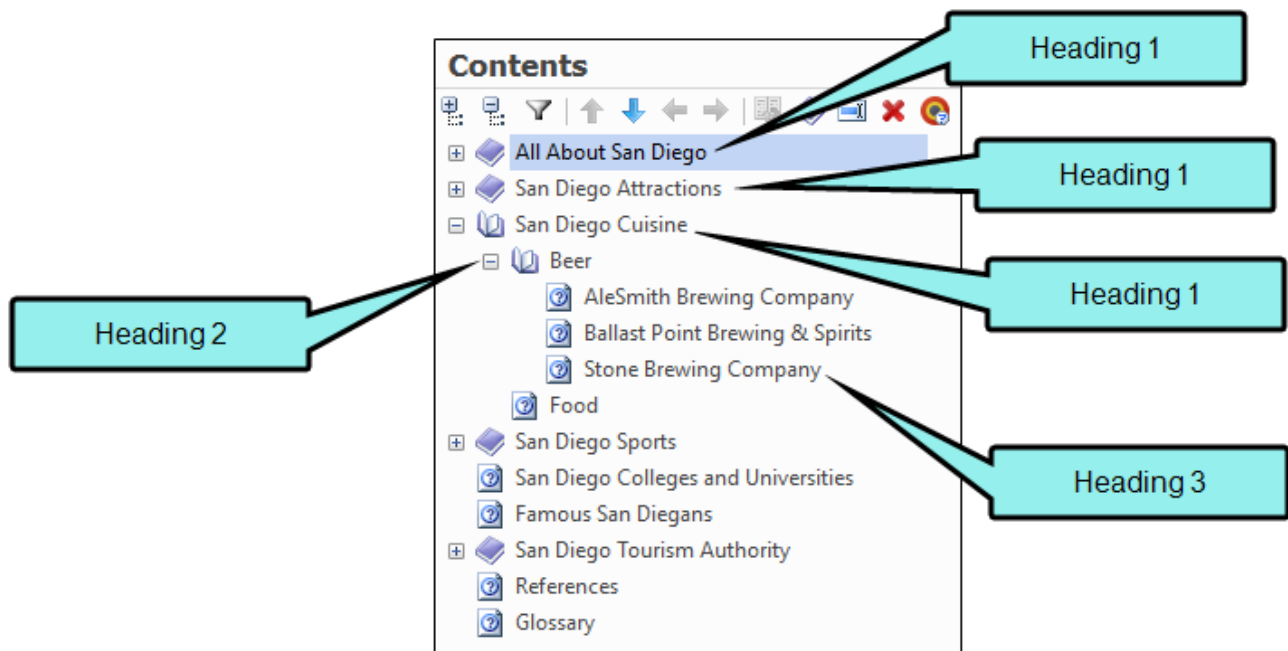 Heading 1
Contents
All About San Diego
San Diego Attractions
Heading 1
San Diego Cuisine
Beer
Heading 1
AleSmith Brewing Company
Heading 2
Ballast Point Brewing & Spirits
Stone Brewing Company
Food
San Diego Sports
San Diego Colleges and Universities
Heading 3
Famous San Diegans
San Diego Tourism Authority
References
Glossary